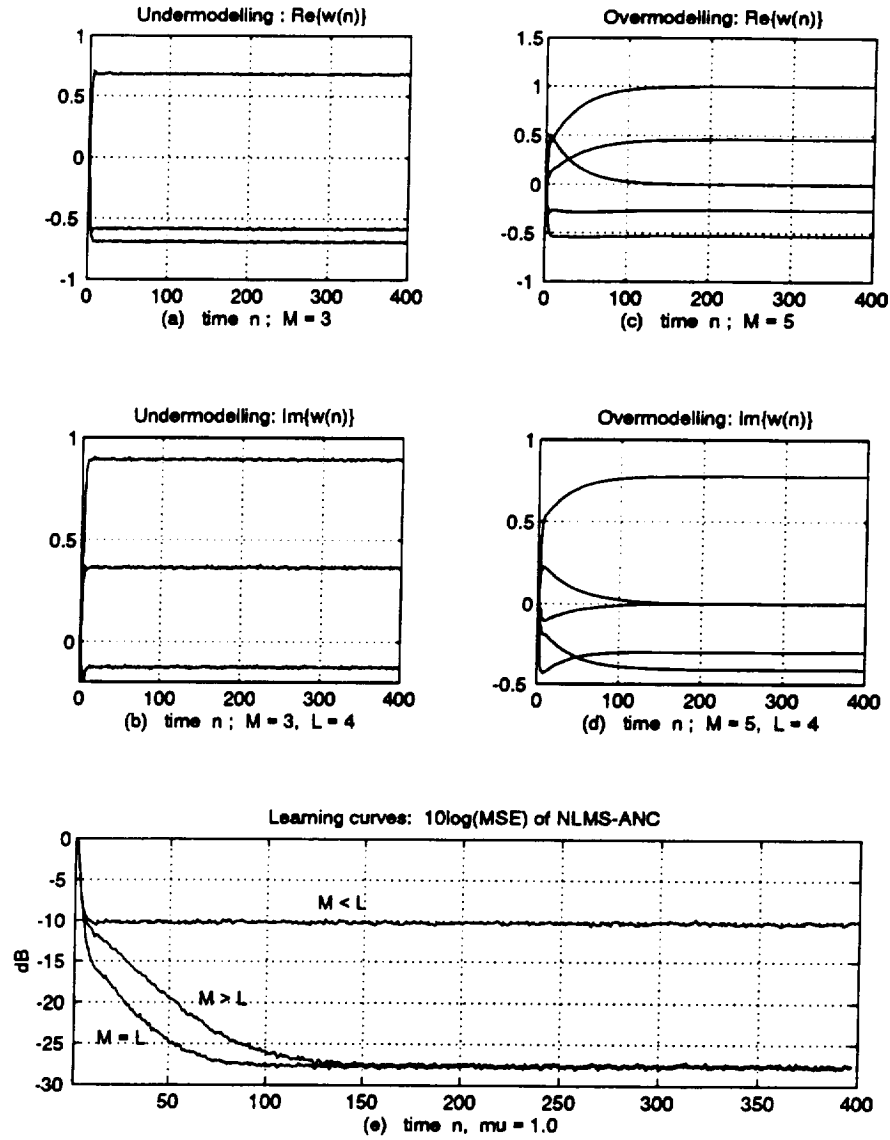 Undermodelling : Re{w(n)}
1
0.5
0
-0.5
-1
0 100 200 300 400
(a) time n ; M = 3
Overmodelling: Re{w(n)}
1.5
1
0.5
0
-0.5
-1
0 100 200 300 400
(c) time n ; M = 5
Undermodelling: Im{w(n)}
1
0.5
0
0 100 200 300 400
(b) time n ; M = 3, L = 4
Overmodelling: Im{w(n)}
1
0.5
0
-0.5
0 100 200 300 400
(d) time n ; M = 5, L = 4
Learning curves: 10log(MSE) of NLMS-ANC
0
-5
-10
-15
-20
-25
-30
dB
M < L
M > L
M = L
50 100 150 200 250 300 350 400
(e) time n, mu = 1.0